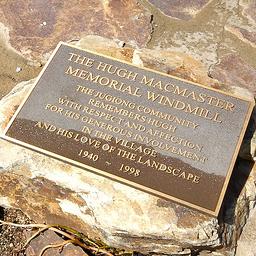 THE HUGH MACMASTER
MEMORIAL WINDMILL
THE JUGIONG COMMUNITY
REMEMBERS HUGH
WITH RESPECT AND AFFECTION
FOR HIS GENEROUS INVOLVEMENT
IN THE VILLAGE
AND HIS LOVE OF THE LANDSCAPE
1940 ~ 1998